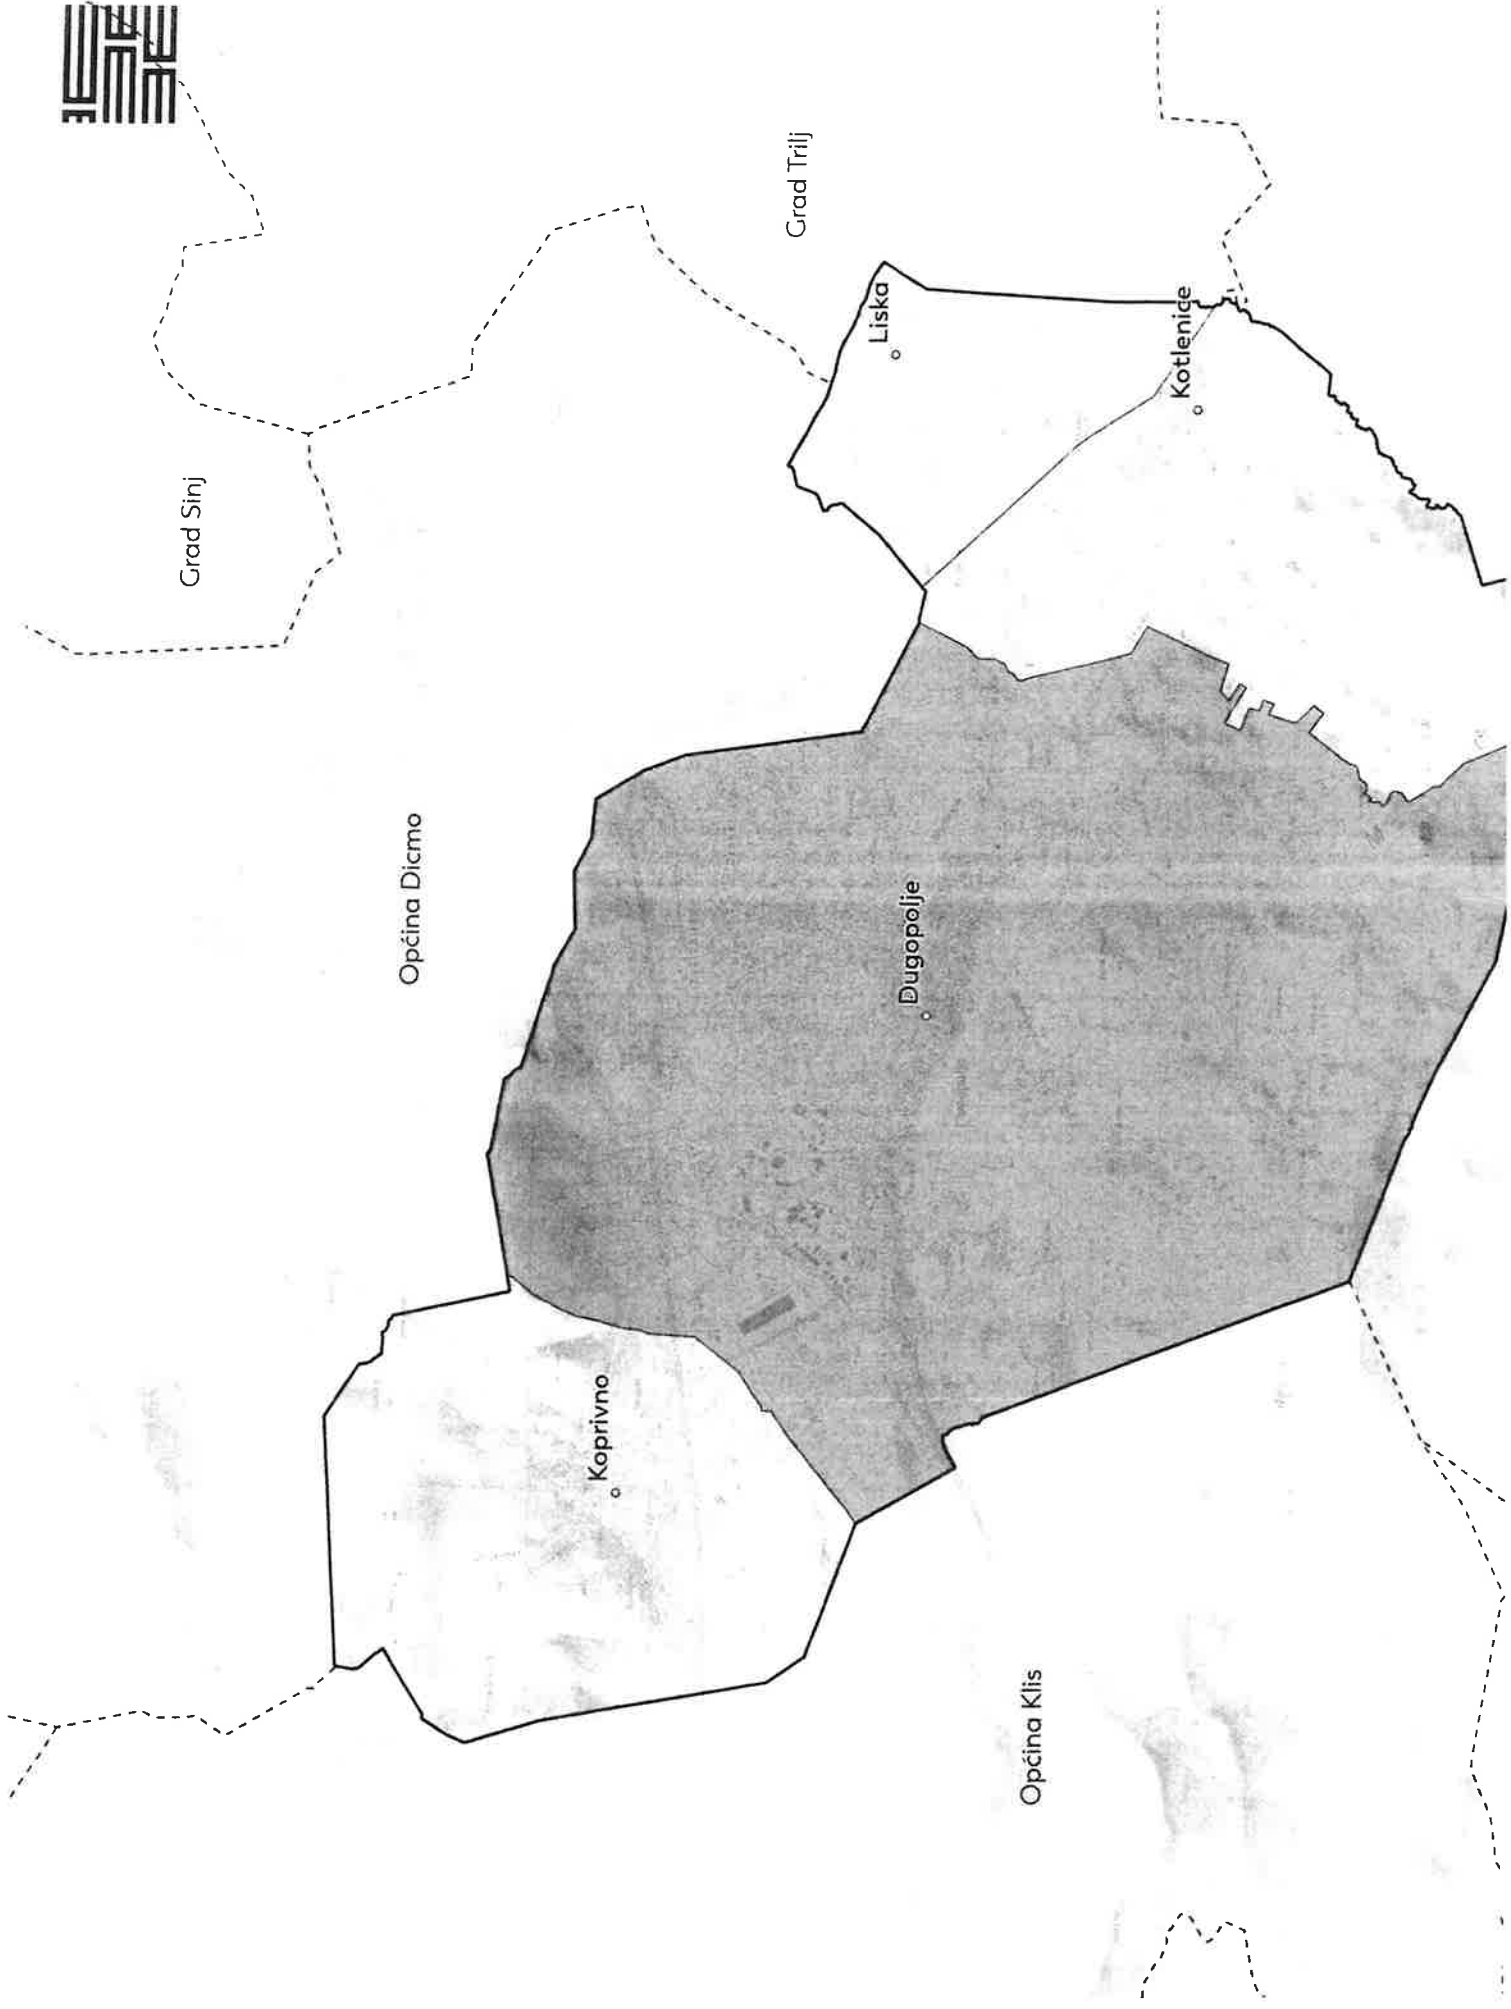 Grad Sinj
Grad Trilj
Općina Dicmo
Liska
Koprivno
Dugopolje
Kotlenice
Općina Klis